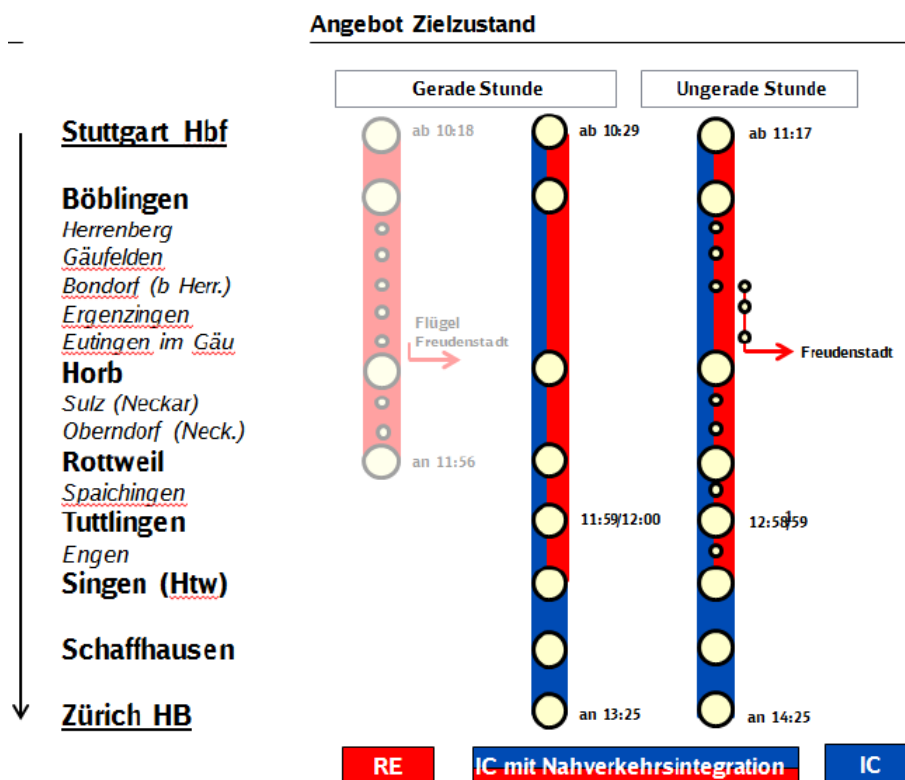 Angebot Zielzustand
Gerade Stunde
Ungerade Stunde
Stuttgart Hbf
ab 10:18
ab 10:29
ab 11:17
Böblingen
Herrenberg
Gäufelden
Bondorf (b Herr.)
Ergenzingen
Eutingen im Gäu
Flügel
Freudenstadt
Freudenstadt
Horb
Sulz (Neckar)
Oberndorf (Neck.)
Rottweil
an 11:56
Spaichingen
Tuttlingen
11:59/12:00
12:58/59
Engen
Singen (Htw)
Schaffhausen
Zürich HB
an 13:25
an 14:25
RE
IC mit Nahverkehrsintegration
IC